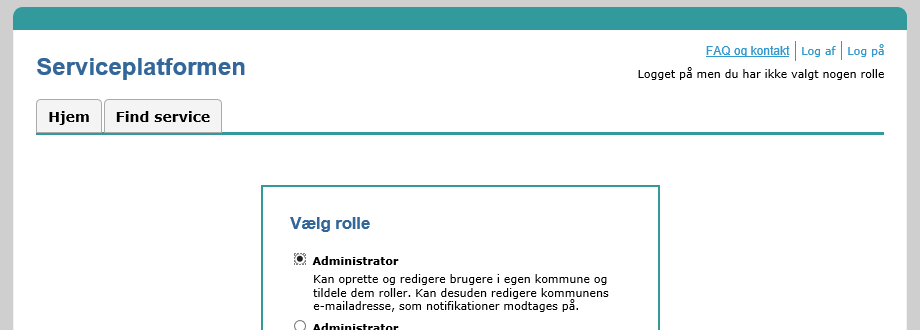 FAQ og kontakt Log af Log på
Serviceplatformen
Logget på men du har ikke valgt nogen rolle
Hjem Find service
Vælg rolle
Administrator
Kan oprette og redigere brugere i egen kommune og
tildele dem roller. Kan desuden redigere kommunens
e-mailadresse, som notifikationer modtages på.
Administrator